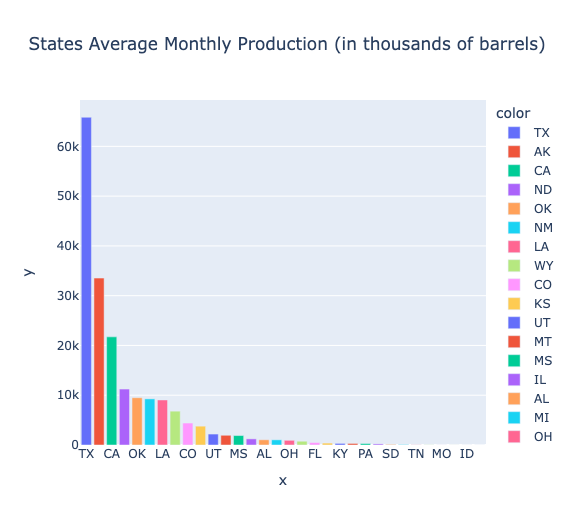 States Average Monthly Production (in thousands of barrels)
color
TX
AK
CA
ND
OK
NM
LA
WY
CO
KS
UT
MT
MS
IL
AL
MI
OH
60k
50k
40k
30k
20k
10k
0
y
TX CA OK LA CO UT MS AL OH FL KY PA SD TN MO ID
x